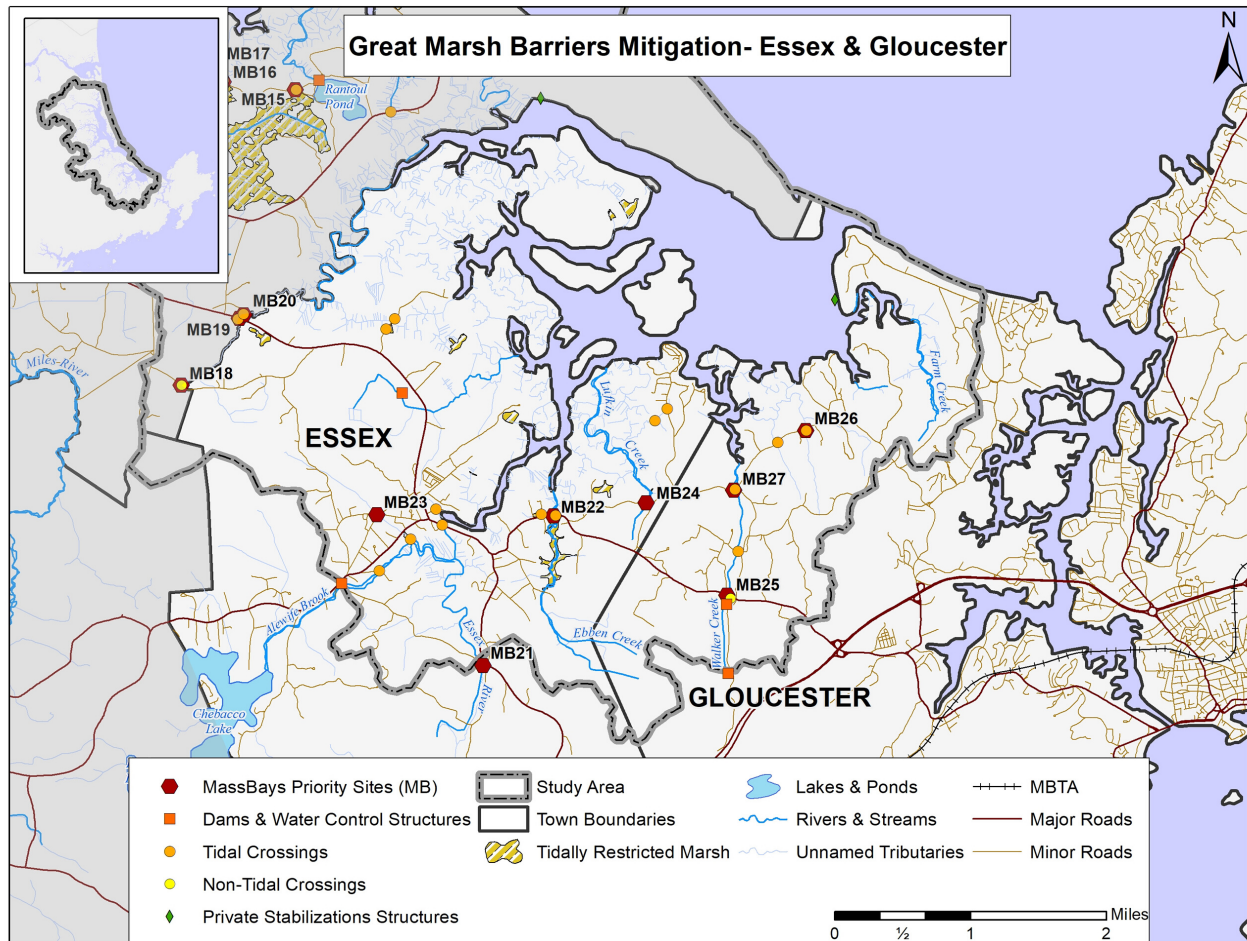 Great Marsh Barriers Mitigation- Essex & Gloucester
N
MB17
MB16
MB15
Rantoul
Pond
MB20
MB19
MB18
Miles-River
ESSEX
Lufkin
Creek
Farm Creek
MB26
MB27
MB24
MB23
MB22
MB25
Alewife Brook
Essex
River
MB21
Ebben Creek
Walker Creek
GLOUCESTER
Chebacco
Lake
MassBays Priority Sites (MB)
Dams & Water Control Structures
Tidal Crossings
Non-Tidal Crossings
Private Stabilizations Structures
Study Area
Town Boundaries
Tidally Restricted Marsh
Lakes & Ponds
Rivers & Streams
Unnamed Tributaries
MBTA
Major Roads
Minor Roads
Miles
0 ½ 1 2